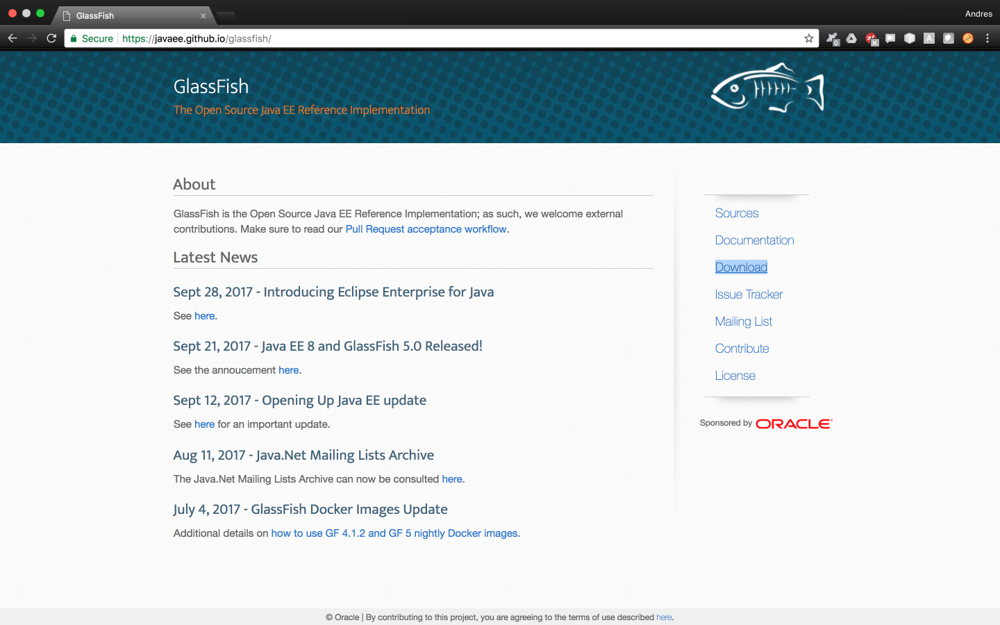 GlassFish
Andres
Secure
https://javaee.github.io/glassfish/
0
A
GlassFish
The Open Source Java EE Reference Implementation
About
GlassFish is the Open Source Java EE Reference Implementation; as such, we welcome external
contributions. Make sure to read our Pull Request acceptance workflow.
Latest News
Sept 28, 2017 - Introducing Eclipse Enterprise for Java
See here.
Sept 21, 2017 - Java EE 8 and GlassFish 5.0 Released!
See the annoucement here.
Sept 12, 2017 - Opening Up Java EE update
See here for an important update.
Aug 11, 2017 - Java.Net Mailing Lists Archive
The Java.Net Mailing Lists Archive can now be consulted here.
July 4, 2017 - GlassFish Docker Images Update
Additional details on how to use GF 4.1.2 and GF 5 nightly Docker images.
Sources
Documentation
Download
Issue Tracker
Mailing List
Contribute
License
Sponsored by ORACLE
© Oracle | By contributing to this project, you are agreeing to the terms of use described here.